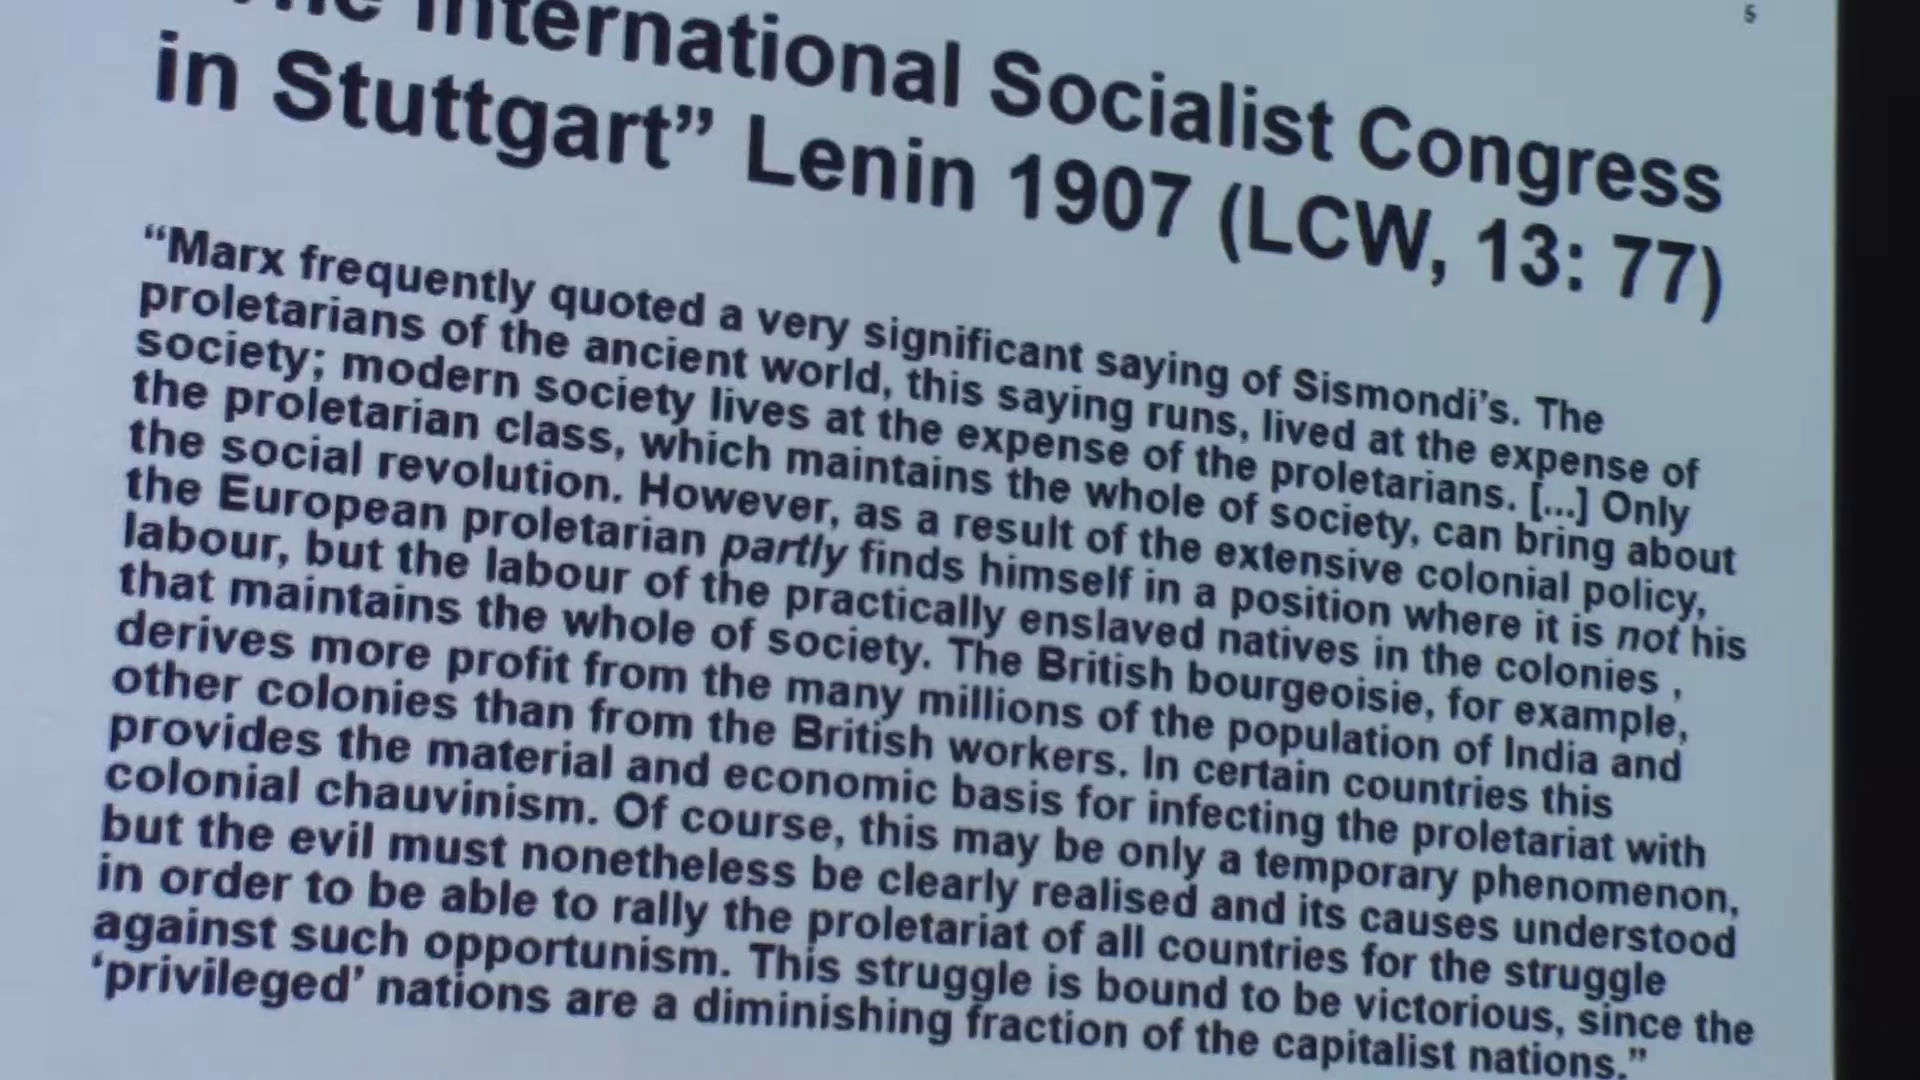 5
"The International Socialist Congress
in Stuttgart” Lenin 1907 (LCW, 13: 77)
“Marx frequently quoted a very significant saying of Sismondi’s. The
proletarians of the ancient world, this saying runs, lived at the expense of
society; modern society lives at the expense of the proletarians. [...] Only
the proletarian class, which maintains the whole of society, can bring about
the social revolution. However, as a result of the extensive colonial policy,
the European proletarian partly finds himself in a position where it is not his
labour, but the labour of the practically enslaved natives in the colonies ,
that maintains the whole of society. The British bourgeoisie, for example,
derives more profit from the many millions of the population of India and
other colonies than from the British workers. In certain countries this
provides the material and economic basis for infecting the proletariat with
colonial chauvinism. Of course, this may be only a temporary phenomenon,
but the evil must nonetheless be clearly realised and its causes understood
in order to be able to rally the proletariat of all countries for the struggle
against such opportunism. This struggle is bound to be victorious, since the
‘privileged’ nations are a diminishing fraction of the capitalist nations.”